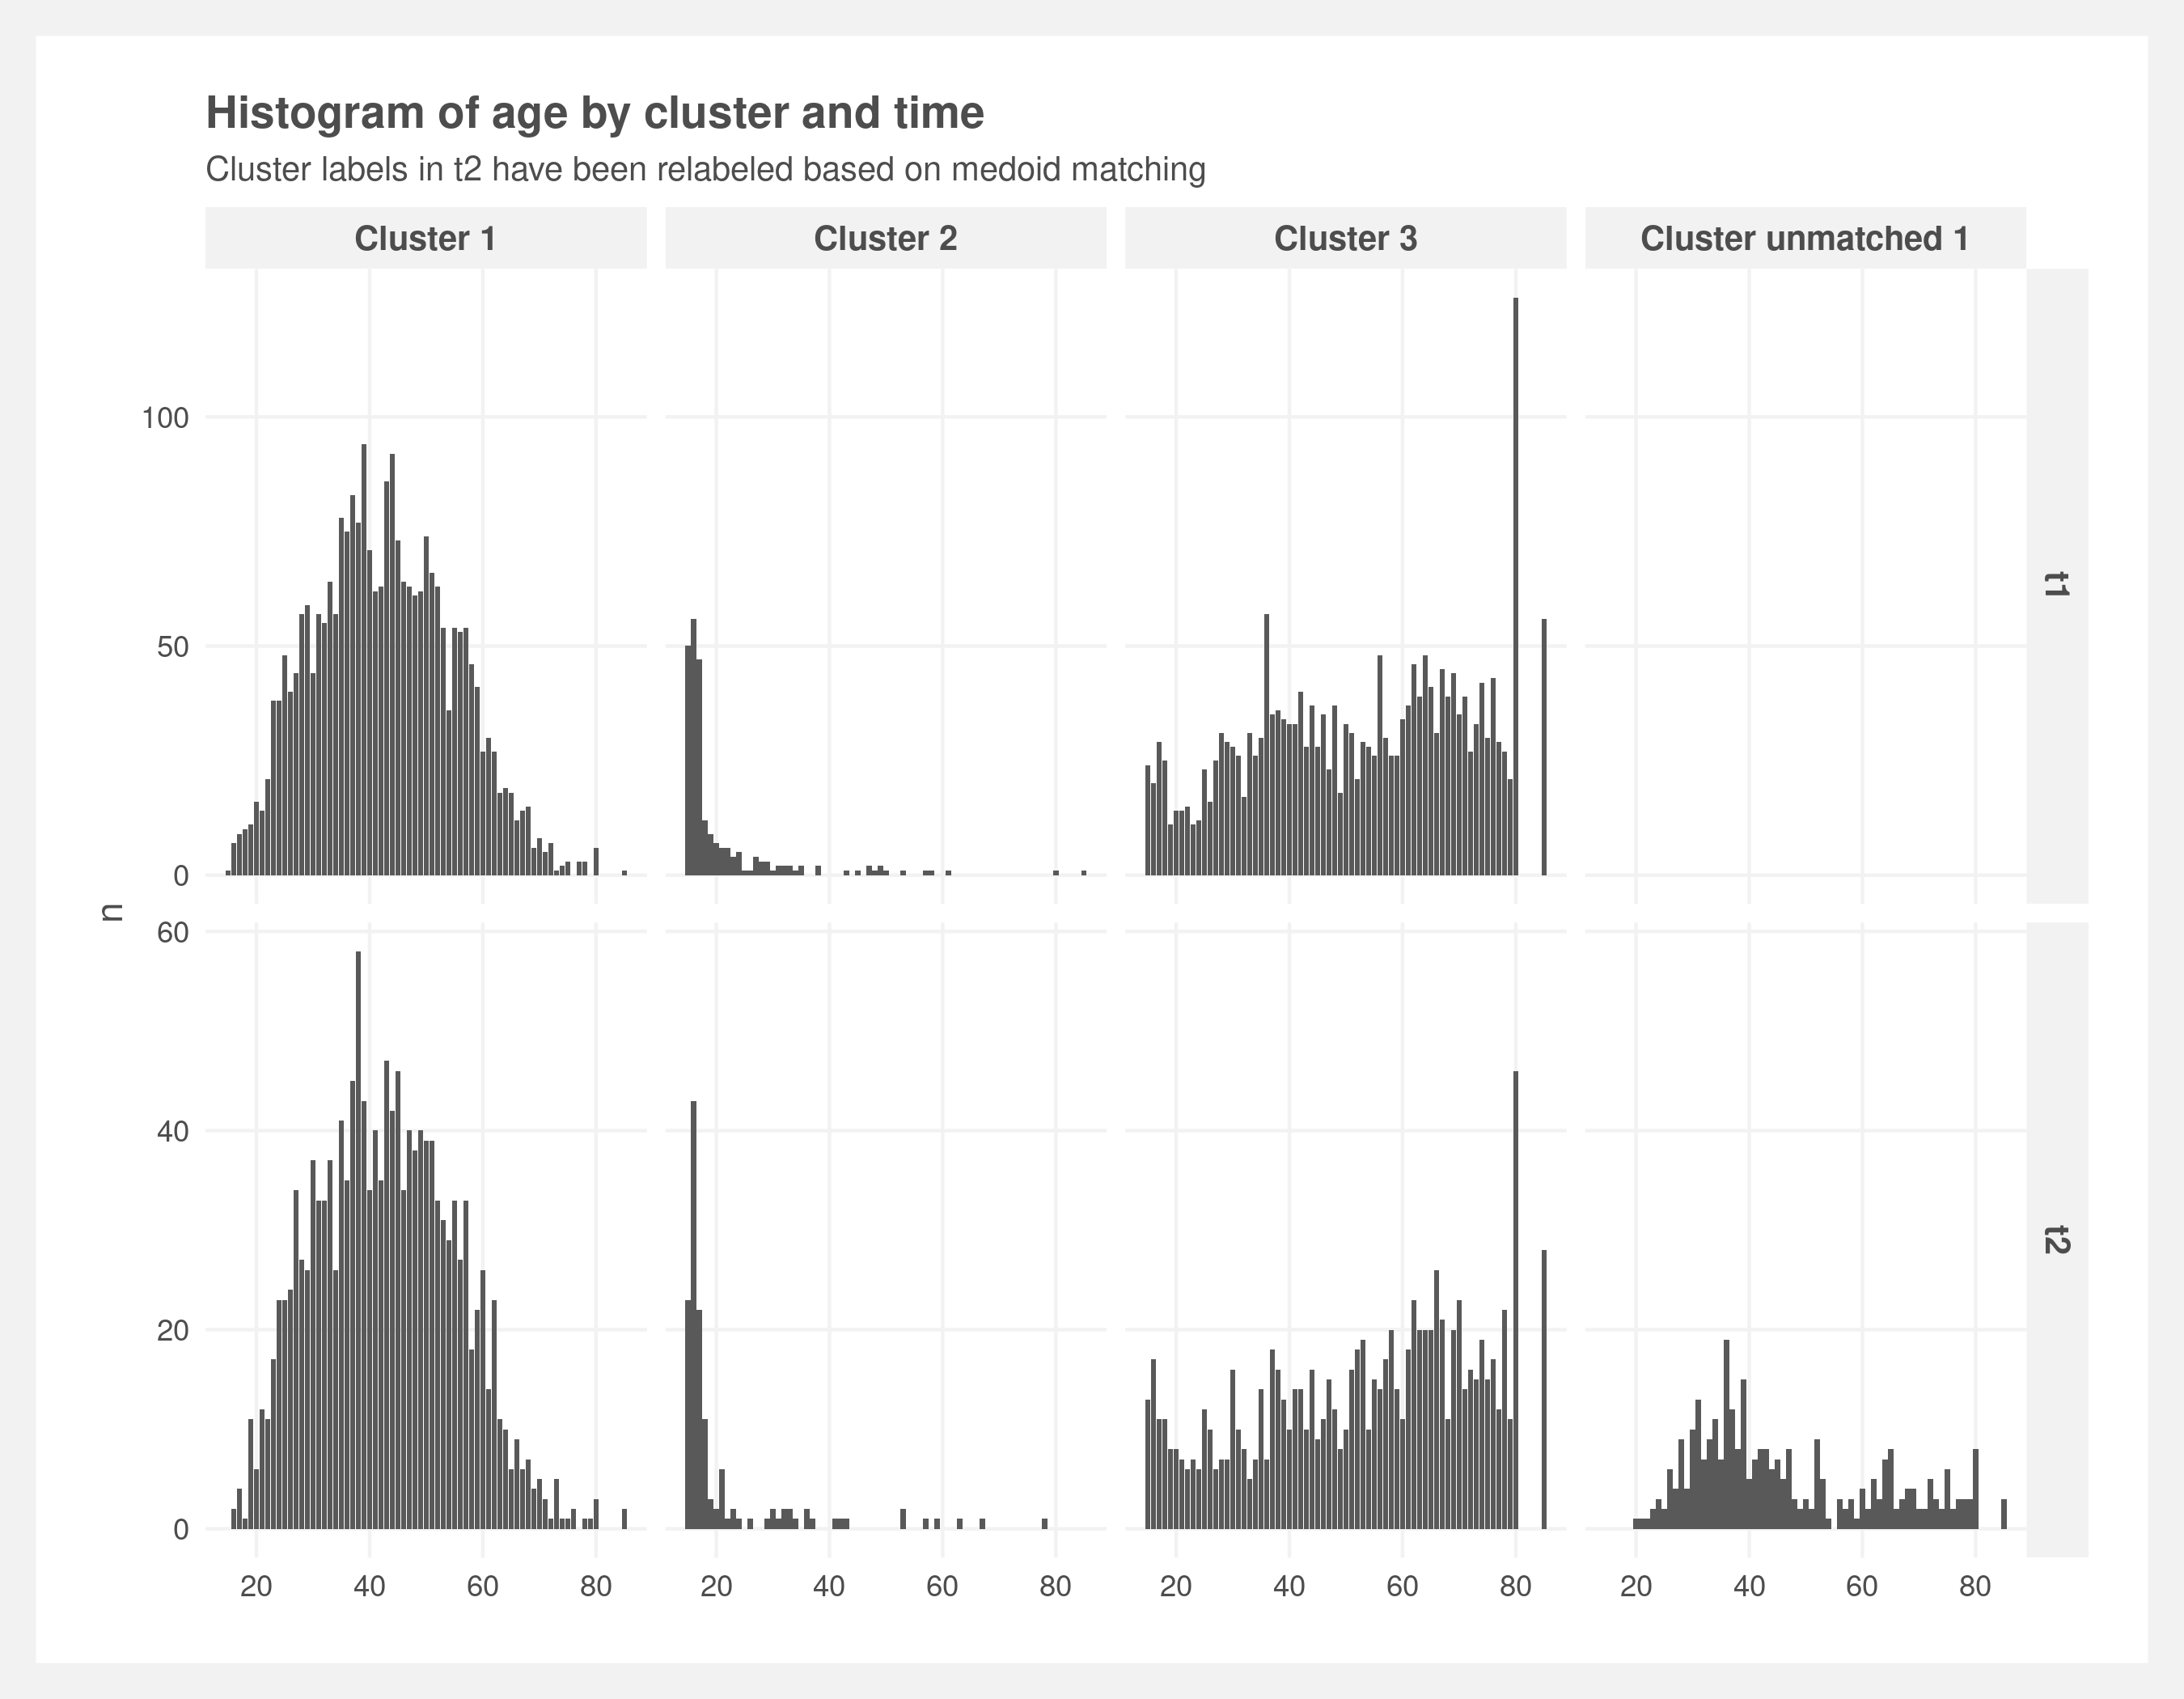 Histogram of age by cluster and time
Cluster labels in t2 have been relabeled based on medoid matching
Cluster 1
Cluster 2
Cluster 3
Cluster unmatched 1
100
50
0
t1
n
60
40
20
0
t2
20 40 60 80
20 40 60 80
20 40 60 80
20 40 60 80